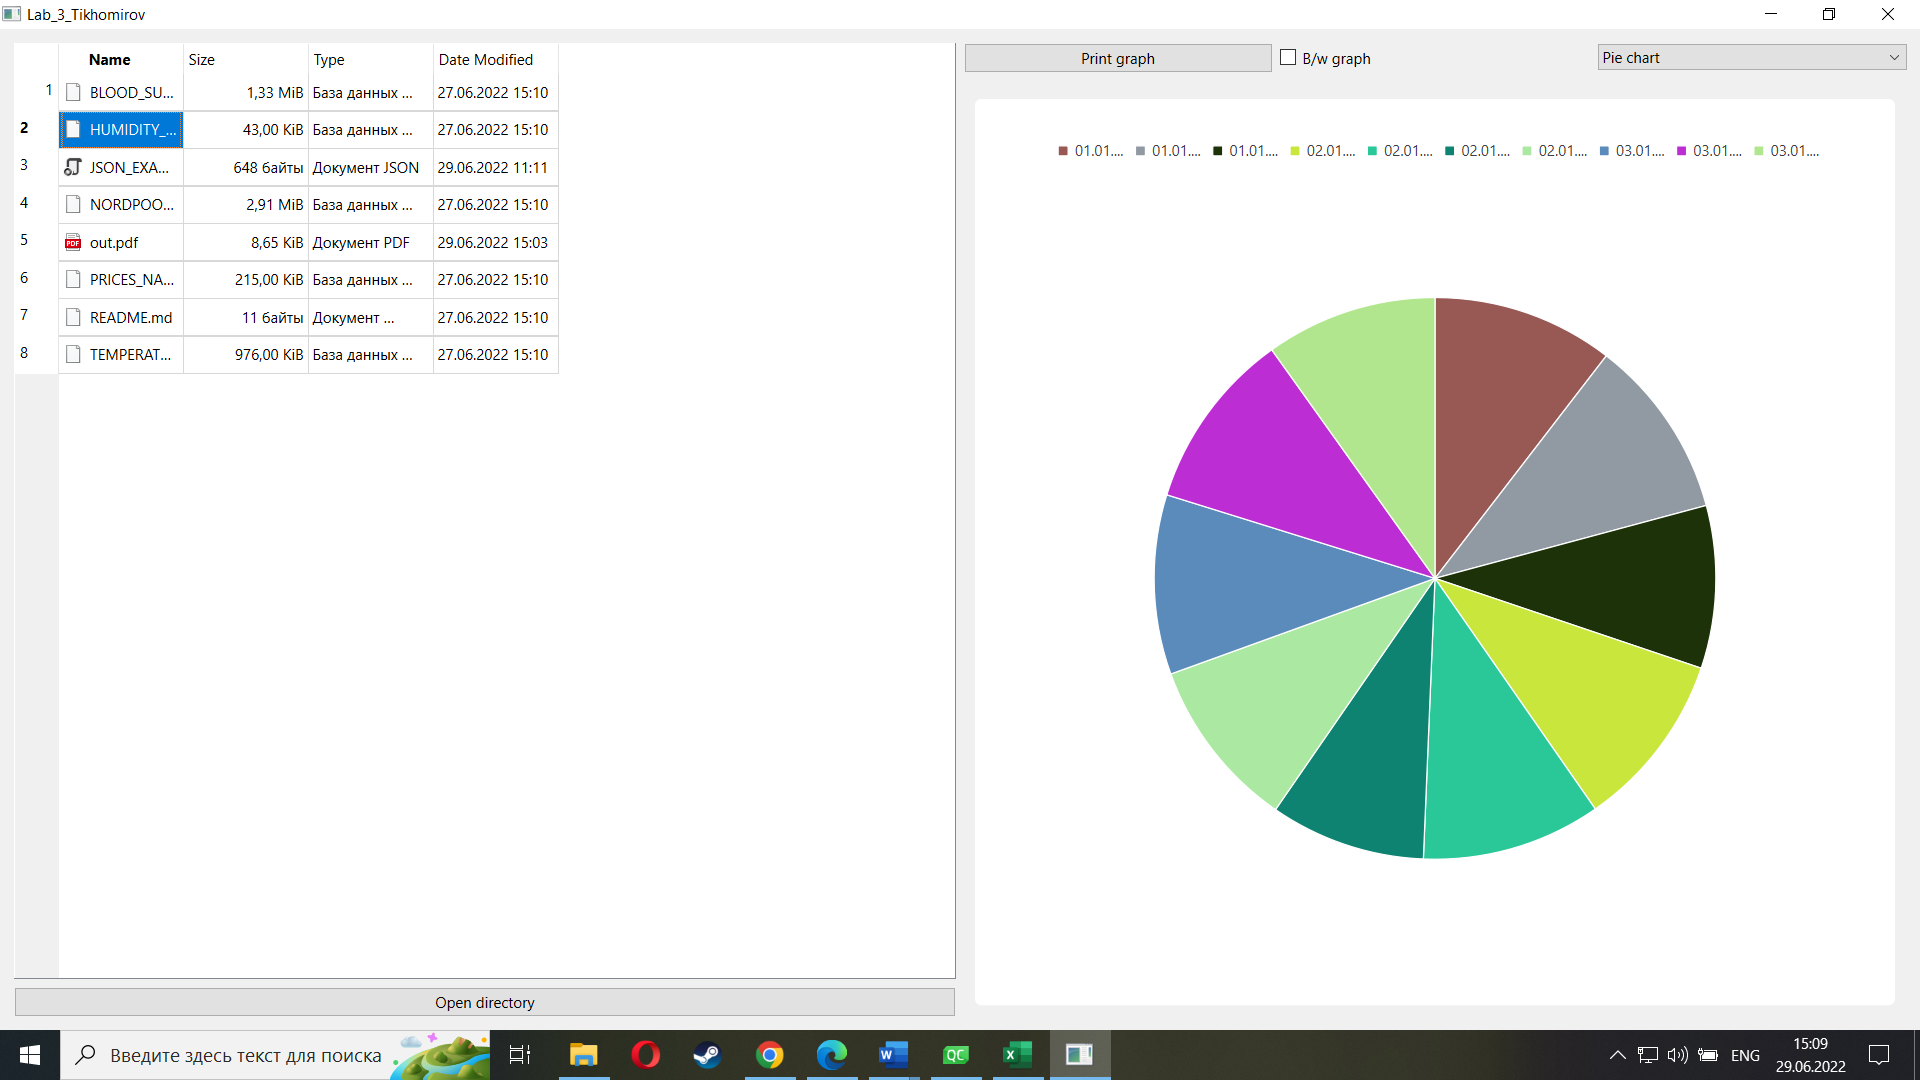 Lab_3_Tikhomirov
Name Size Type Date Modified
1 BLOOD_SU... 1,33 MiB База данных ... 27.06.2022 15:10
2 HUMIDITY_... 43,00 KiB База данных ... 27.06.2022 15:10
3 JSON_EXA... 648 байты Документ JSON 29.06.2022 11:11
4 NORDPOO... 2,91 MiB База данных ... 27.06.2022 15:10
5 out.pdf 8,65 KiB Документ PDF 29.06.2022 15:03
6 PRICES_NA... 215,00 KiB База данных ... 27.06.2022 15:10
7 README.md 11 байты Документ ... 27.06.2022 15:10
8 TEMPERAT... 976,00 KiB База данных ... 27.06.2022 15:10
Open directory
Print graph B/w graph Pie chart
01.01.... 01.01.... 01.01.... 02.01.... 02.01.... 02.01.... 02.01.... 03.01.... 03.01.... 03.01....
Введите здесь текст для поиска
ENG
15:09
29.06.2022